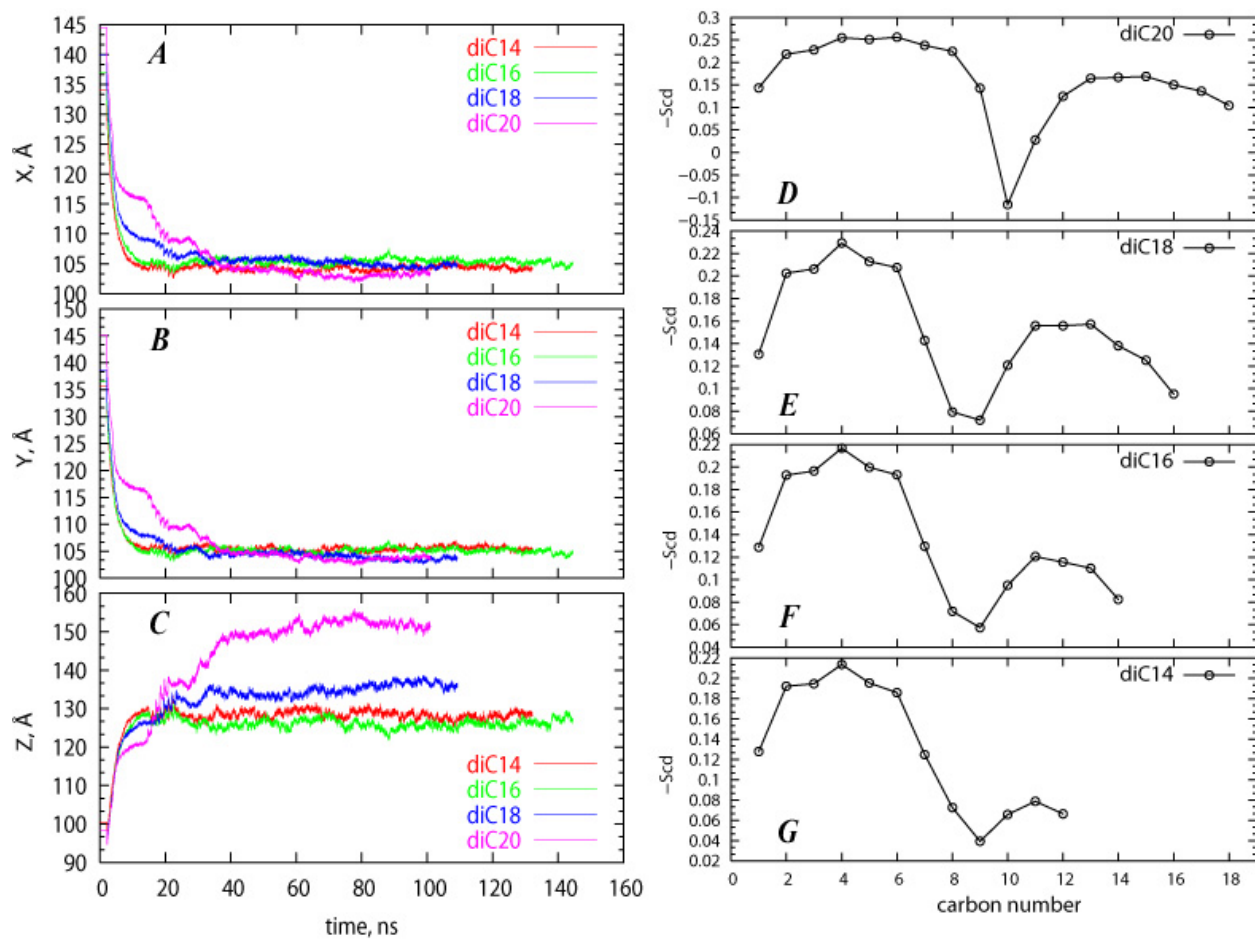 145
140
135
130
125
120
115
110
105
100
X, Å
A
diC14
diC16
diC18
diC20
150
145
140
135
130
125
120
115
110
105
100
Y, Å
B
diC14
diC16
diC18
diC20
160
150
140
130
120
110
100
90
Z, Å
C
diC14
diC16
diC18
diC20
0 20 40 60 80 100 120 140 160
time, ns
0.3
0.25
0.2
0.15
0.1
0.05
0
−0.05
−0.1
−0.15
−Scd
D
diC20
0.24
0.22
0.2
0.18
0.16
0.14
0.12
0.1
0.08
0.06
−Scd
E
diC18
0.22
0.2
0.18
0.16
0.14
0.12
0.1
0.08
0.06
0.04
−Scd
F
diC16
0.22
0.2
0.18
0.16
0.14
0.12
0.1
0.08
0.06
0.04
0.02
−Scd
G
diC14
0 2 4 6 8 10 12 14 16 18
carbon number